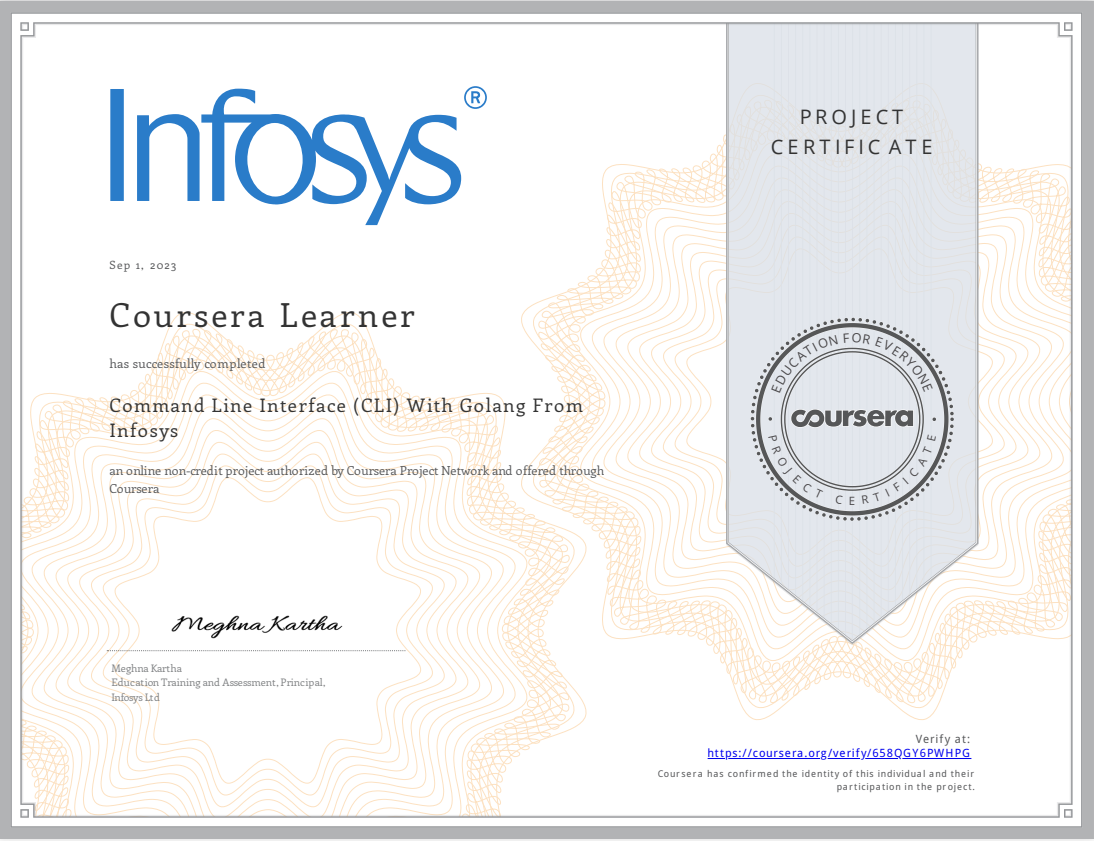 Infosys®
Sep 1, 2023
Coursera Learner
has successfully completed
Command Line Interface (CLI) With Golang From
Infosys
an online non-credit project authorized by Coursera Project Network and offered through
Coursera
Meghna Kartha
Meghna Kartha
Education Training and Assessment, Principal,
Infosys Ltd
PROJECT
CERTIFICATE
EDUCATION FOR EVERYONE
coursera
PROJECT CERTIFICATE
Verify at:
https://coursera.org/verify/658QGY6PWHPG
Coursera has confirmed the identity of this individual and their
participation in the project.